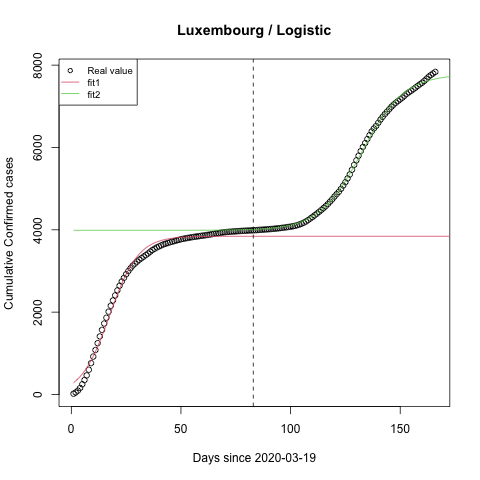 Luxembourg / Logistic
Real value
fit1
fit2
Cumulative Confirmed cases
8000
6000
4000
2000
0
0 50 100 150
Days since 2020-03-19